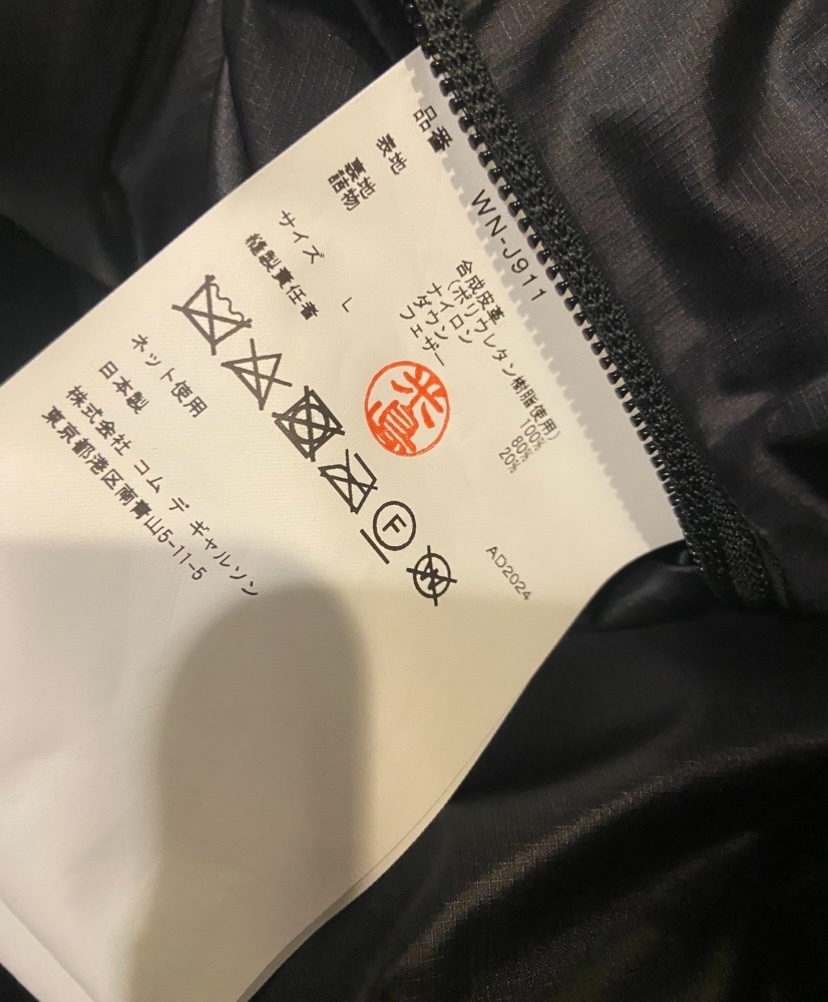 品番 WN-J911
表地 合成皮革
(ポリウレタン樹脂使用)
裏地 ナイロン 100%
詰物 ダウン 80%
フェザー 20%
サイズ L
縫製責任者 米島
F W
ネット使用
日本製 AD2024
株式会社 コム デ ギャルソン
東京都港区南青山5-11-5